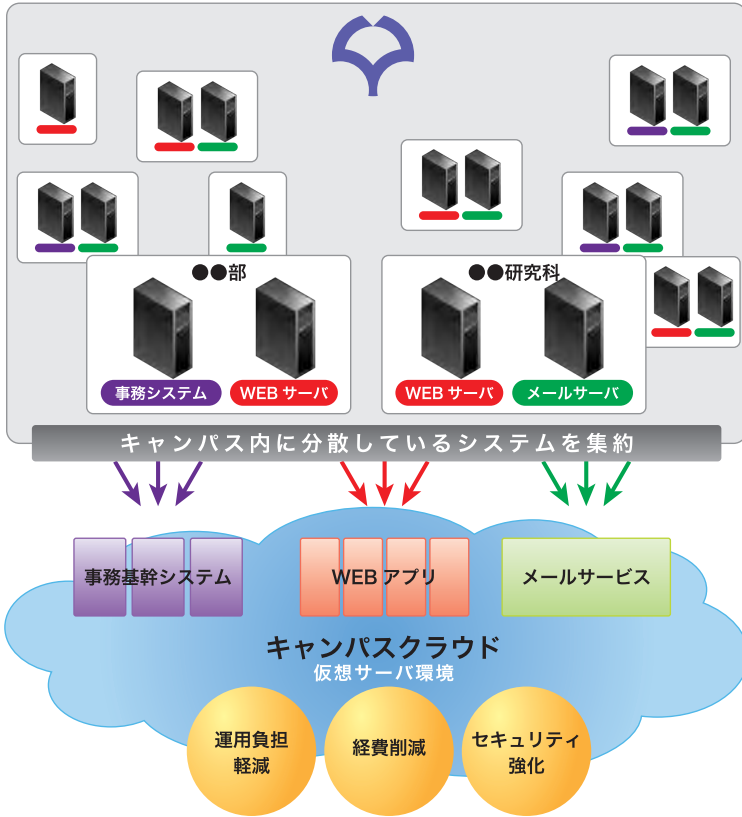 ●●部
●●研究科
事務システム
WEB サーバ
WEB サーバ
メールサーバ
キャンパス内に分散しているシステムを集約
事務基幹システム
WEB アプリ
メールサービス
キャンパスクラウド
仮想サーバ環境
運用負担
軽減
経費削減
セキュリティ
強化